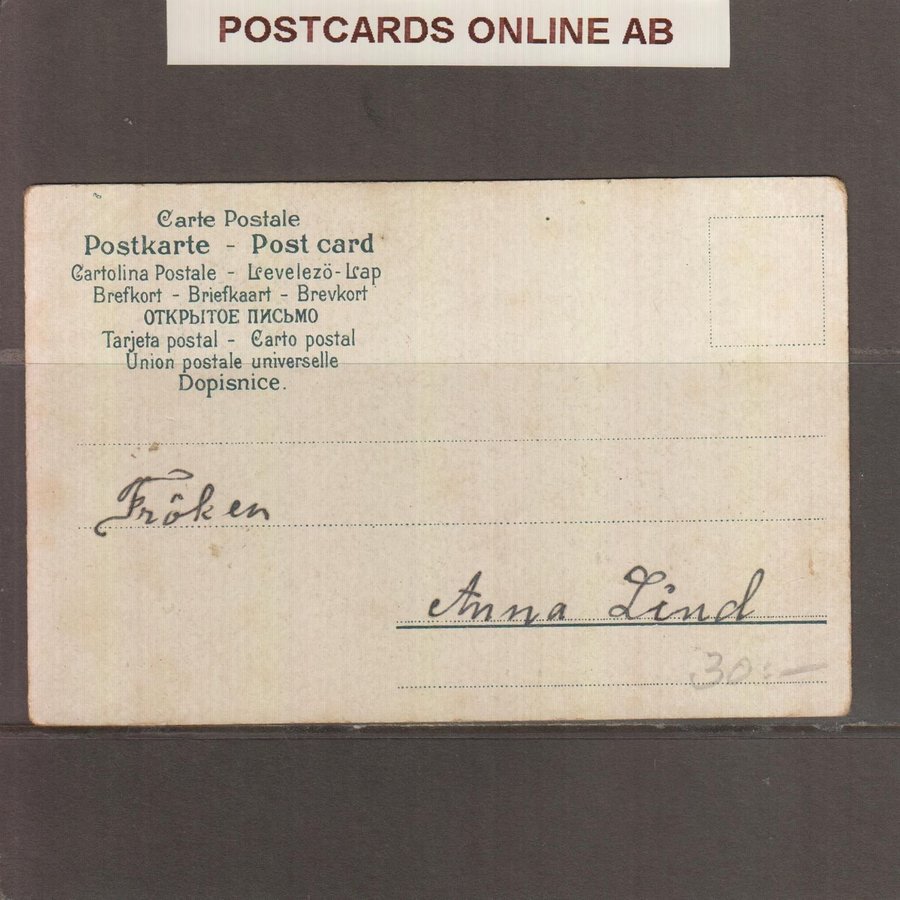 POSTCARDS ONLINE AB
Carte Postale
Postkarte - Post card
Cartolina Postale - Levelezö-Lap
Brefkort - Briefkaart - Brevkort
ОТКРЫТОЕ ПИСЬМО
Tarjeta postal - Carto postal
Union postale universelle
Dopisnice.
Frôken
Anna Lind
30:-